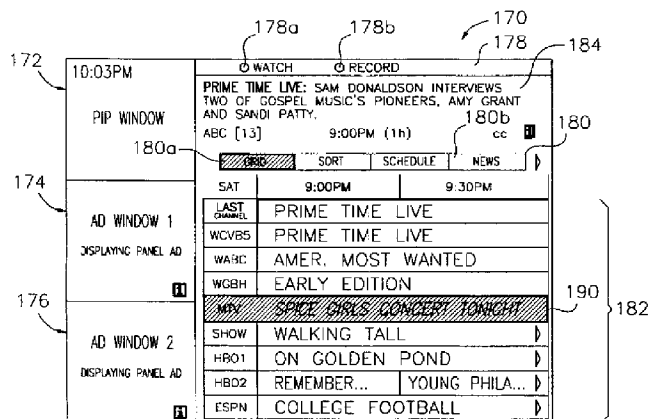 178a 178b 170
WATCH RECORD 178
184
172
10:03PM
PIP WINDOW
PRIME TIME LIVE: SAM DONALDSON INTERVIEWS
TWO OF GOSPEL MUSIC'S PIONEERS, AMY GRANT
AND SANDI PATTY.
ABC [13] 9:00PM (1h) cc
180a 180b 180
GRID SORT SCHEDULE NEWS
SAT 9:00PM 9:30PM
174
AD WINDOW 1
DISPLAYING PANEL AD
LAST CHANNEL PRIME TIME LIVE
WCVB5 PRIME TIME LIVE
WABC AMER. MOST WANTED
WGBH EARLY EDITION
MTV SPICE GIRLS CONCERT TONIGHT 190
182
176
AD WINDOW 2
DISPLAYING PANEL AD
SHOW WALKING TALL
HBO1 ON GOLDEN POND
HBO2 REMEMBER... YOUNG PHILA...
ESPN COLLEGE FOOTBALL